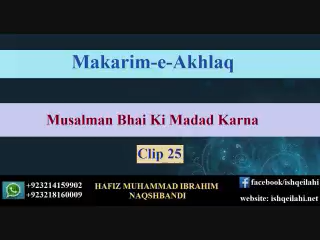 Makarim-e-Akhlaq
Musalman Bhai Ki Madad Karna
Clip 25
+923214159902
+923218160009
HAFIZ MUHAMMAD IBRAHIM
NAQSHBANDI
facebook/ishqeilahi
website: ishqeilahi.net